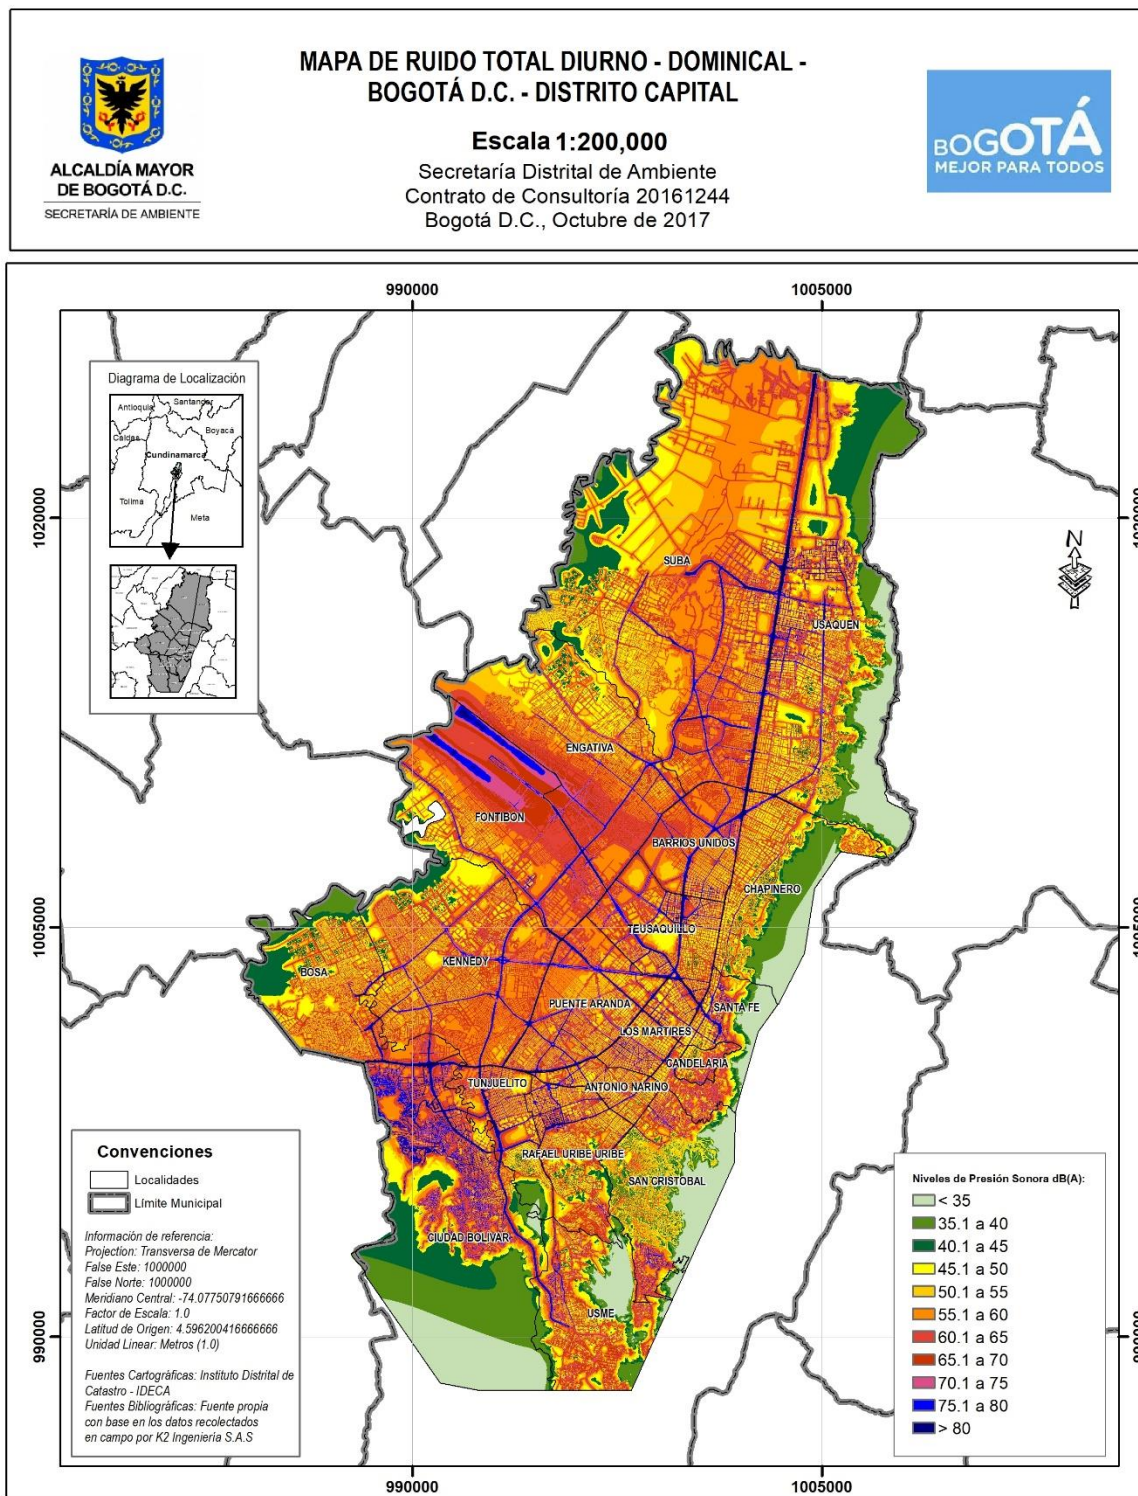 MAPA DE RUIDO TOTAL DIURNO - DOMINICAL -
BOGOTÁ D.C. - DISTRITO CAPITAL
Escala 1:200,000
Secretaría Distrital de Ambiente
Contrato de Consultoría 20161244
Bogotá D.C., Octubre de 2017
ALCALDÍA MAYOR
DE BOGOTÁ D.C.
SECRETARÍA DE AMBIENTE
BOGOTÁ
MEJOR PARA TODOS
990000
1005000
Diagrama de Localización
Antioquia
Santander
Boyacá
Caldas
Cundinamarca
Tolima
Meta
1020000
1020000
N
SUBA
USAQUEN
ENGATIVA
FONTIBON
BARRIOS UNIDOS
CHAPINERO
1005000
1005000
TEUSAQUILLO
KENNEDY
BOSA
PUENTE ARANDA
SANTA FE
LOS MARTIRES
CANDELARIA
TUNJUELITO
ANTONIO NARIÑO
RAFAEL URIBE URIBE
SAN CRISTOBAL
CIUDAD BOLIVAR
USME
990000
990000
Convenciones
Localidades
Límite Municipal
Información de referencia:
Projection: Transversa de Mercator
False Este: 1000000
False Norte: 1000000
Meridiano Central: -74.07750791666666
Factor de Escala: 1.0
Latitud de Origen: 4.596200416666666
Unidad Linear: Metros (1.0)
Fuentes Cartográficas: Instituto Distrital de
Catastro - IDECA
Fuentes Bibliográficas: Fuente propia
con base en los datos recolectados
en campo por K2 Ingeniería S.A.S
Niveles de Presión Sonora dB(A):
< 35
35.1 a 40
40.1 a 45
45.1 a 50
50.1 a 55
55.1 a 60
60.1 a 65
65.1 a 70
70.1 a 75
75.1 a 80
> 80
990000
1005000